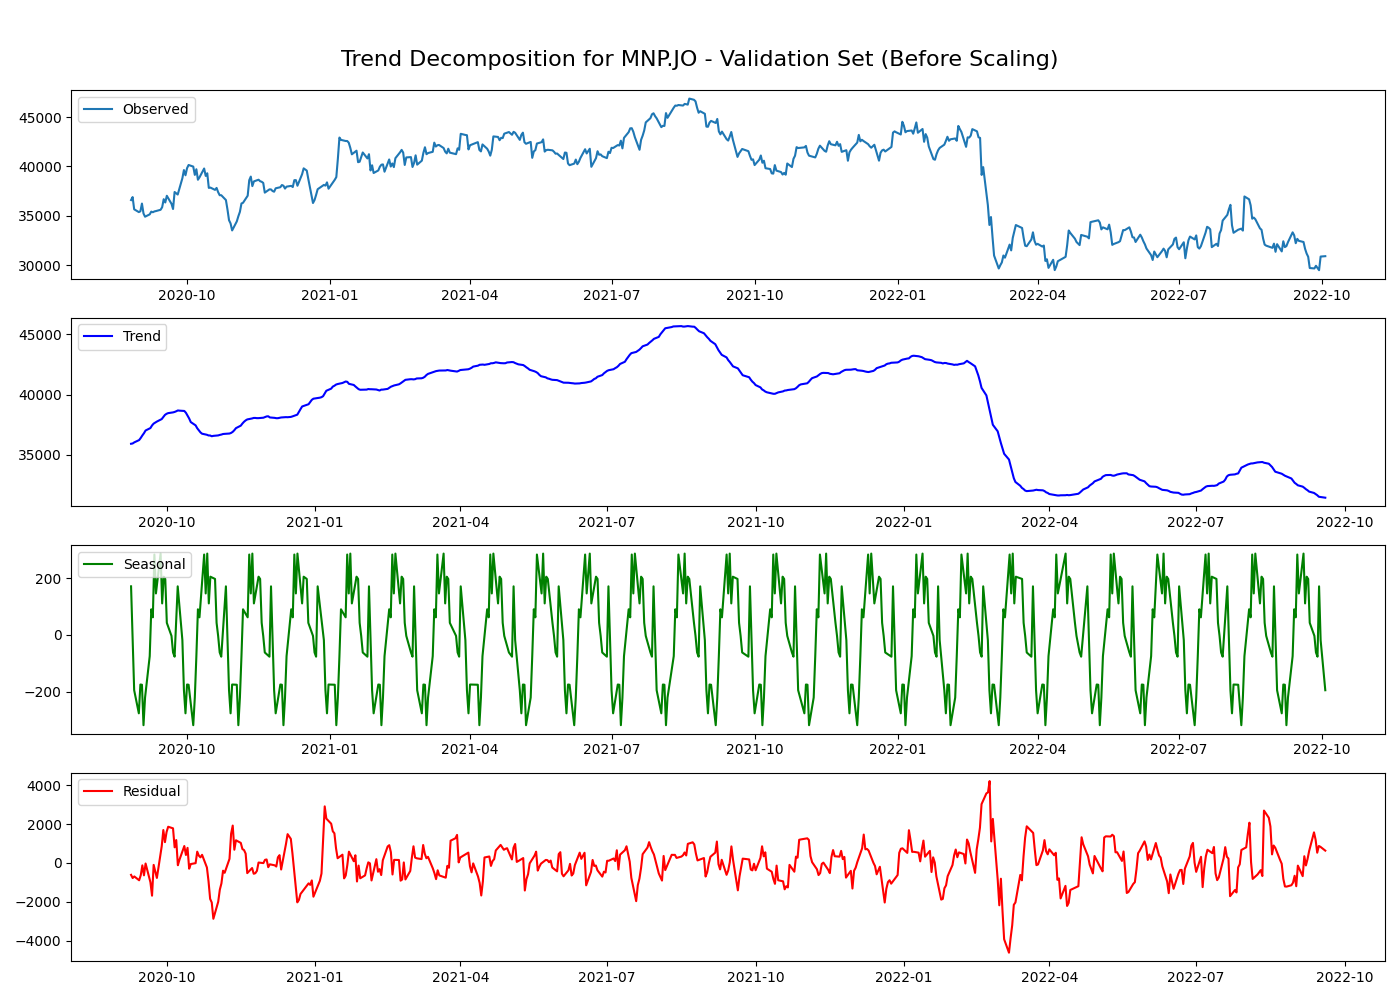 Trend Decomposition for MNP.JO - Validation Set (Before Scaling)
Observed
45000
40000
35000
30000
2020-10 2021-01 2021-04 2021-07 2021-10 2022-01 2022-04 2022-07 2022-10
Trend
45000
40000
35000
2020-10 2021-01 2021-04 2021-07 2021-10 2022-01 2022-04 2022-07 2022-10
Seasonal
200
0
−200
2020-10 2021-01 2021-04 2021-07 2021-10 2022-01 2022-04 2022-07 2022-10
Residual
4000
2000
0
−2000
−4000
2020-10 2021-01 2021-04 2021-07 2021-10 2022-01 2022-04 2022-07 2022-10